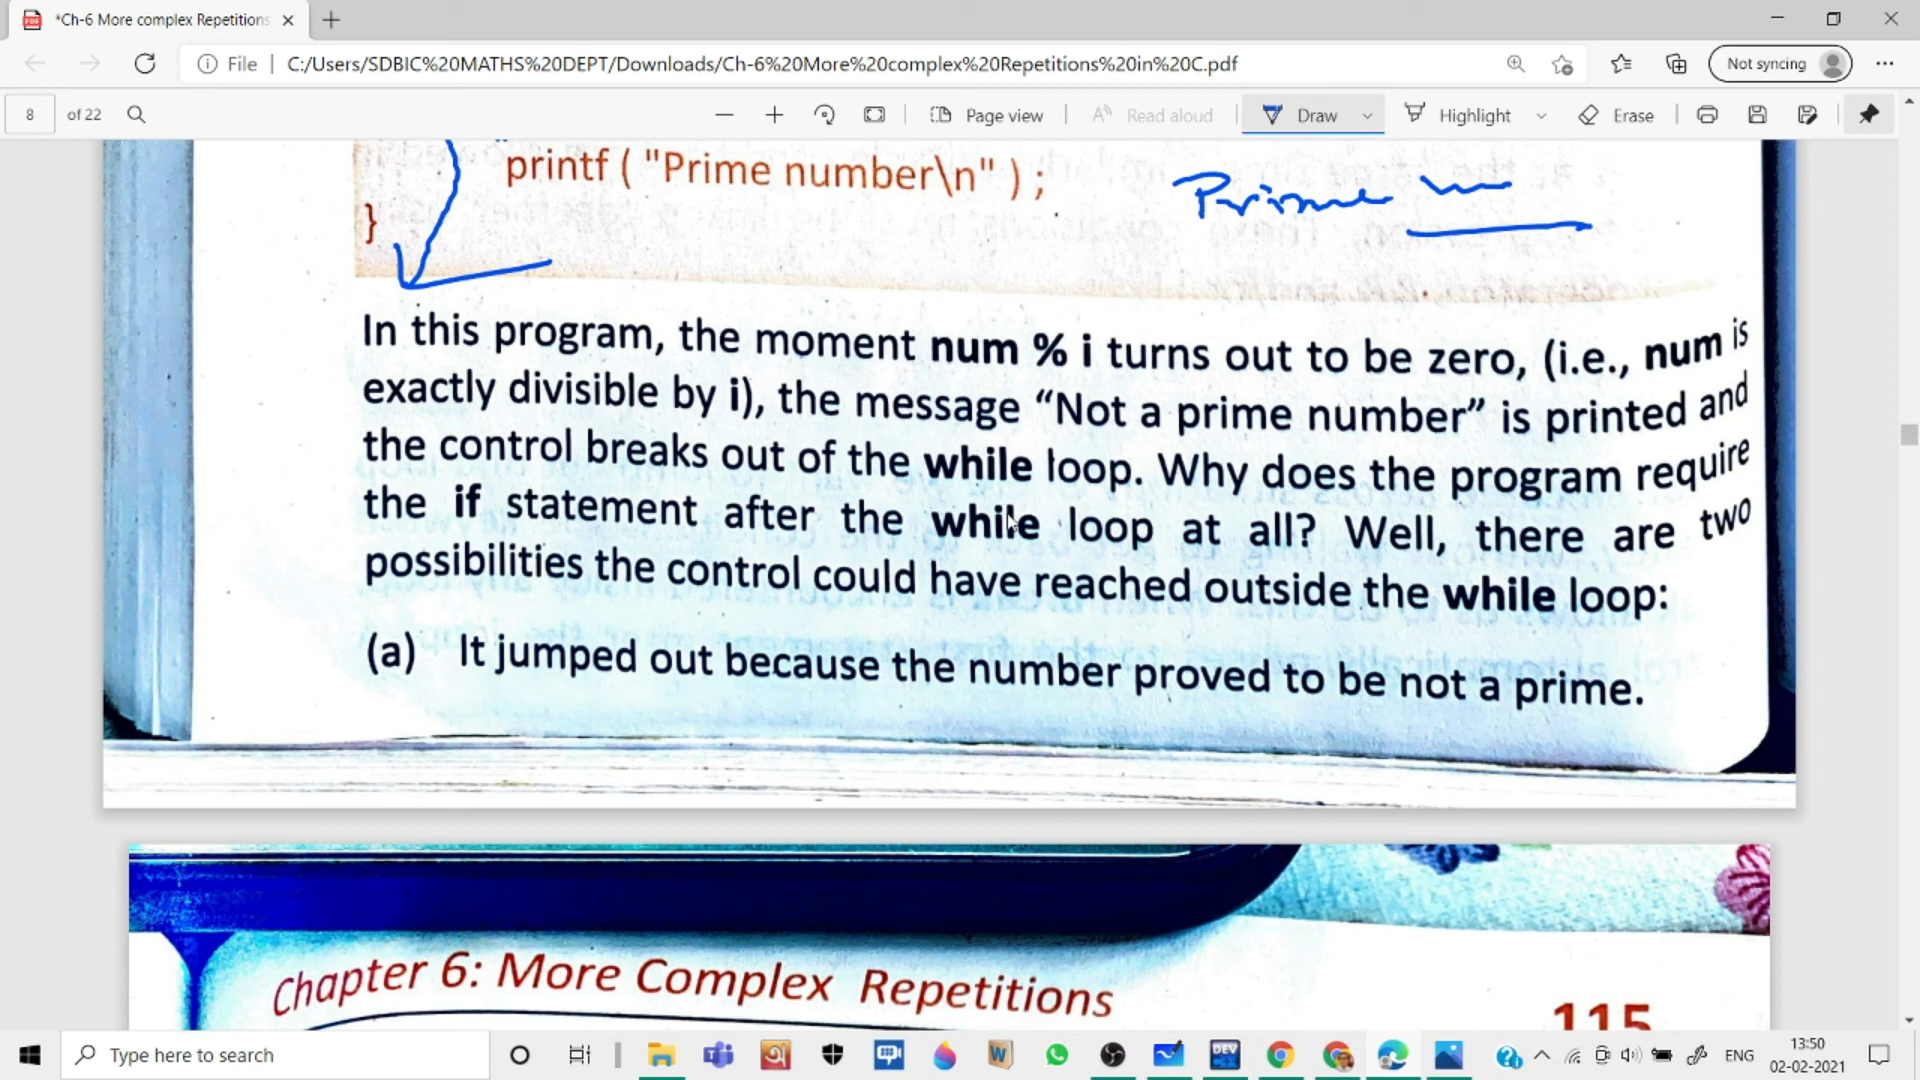 *Ch-6 More complex Repetitions
File C:/Users/SDBIC%20MATHS%20DEPT/Downloads/Ch-6%20More%20complex%20Repetitions%20in%20C.pdf Not syncing
8 of 22 Page view Read aloud Draw Highlight Erase
printf ( "Prime number\n" ) ;
Prime
}
In this program, the moment num % i turns out to be zero, (i.e., num is
exactly divisible by i), the message “Not a prime number” is printed and
the control breaks out of the while loop. Why does the program require
the if statement after the while loop at all? Well, there are two
possibilities the control could have reached outside the while loop:
(a) It jumped out because the number proved to be not a prime.
Chapter 6: More Complex Repetitions
115
Type here to search
DEV
ENG
13:50
02-02-2021